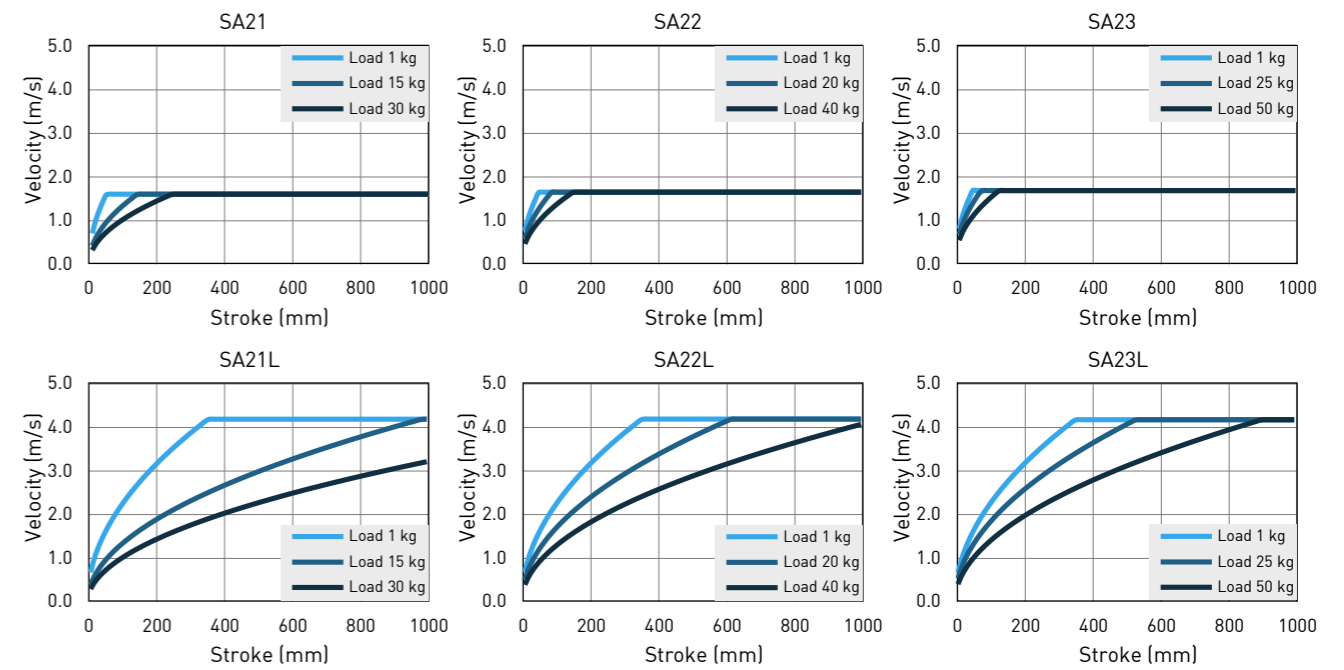 SA21
5.0
4.0
3.0
2.0
1.0
0.0
Velocity (m/s)
Load 1 kg
Load 15 kg
Load 30 kg
0 200 400 600 800 1000
Stroke (mm)
SA22
5.0
4.0
3.0
2.0
1.0
0.0
Velocity (m/s)
Load 1 kg
Load 20 kg
Load 40 kg
0 200 400 600 800 1000
Stroke (mm)
SA23
5.0
4.0
3.0
2.0
1.0
0.0
Velocity (m/s)
Load 1 kg
Load 25 kg
Load 50 kg
0 200 400 600 800 1000
Stroke (mm)
SA21L
5.0
4.0
3.0
2.0
1.0
0.0
Velocity (m/s)
Load 1 kg
Load 15 kg
Load 30 kg
0 200 400 600 800 1000
Stroke (mm)
SA22L
5.0
4.0
3.0
2.0
1.0
0.0
Velocity (m/s)
Load 1 kg
Load 20 kg
Load 40 kg
0 200 400 600 800 1000
Stroke (mm)
SA23L
5.0
4.0
3.0
2.0
1.0
0.0
Velocity (m/s)
Load 1 kg
Load 25 kg
Load 50 kg
0 200 400 600 800 1000
Stroke (mm)